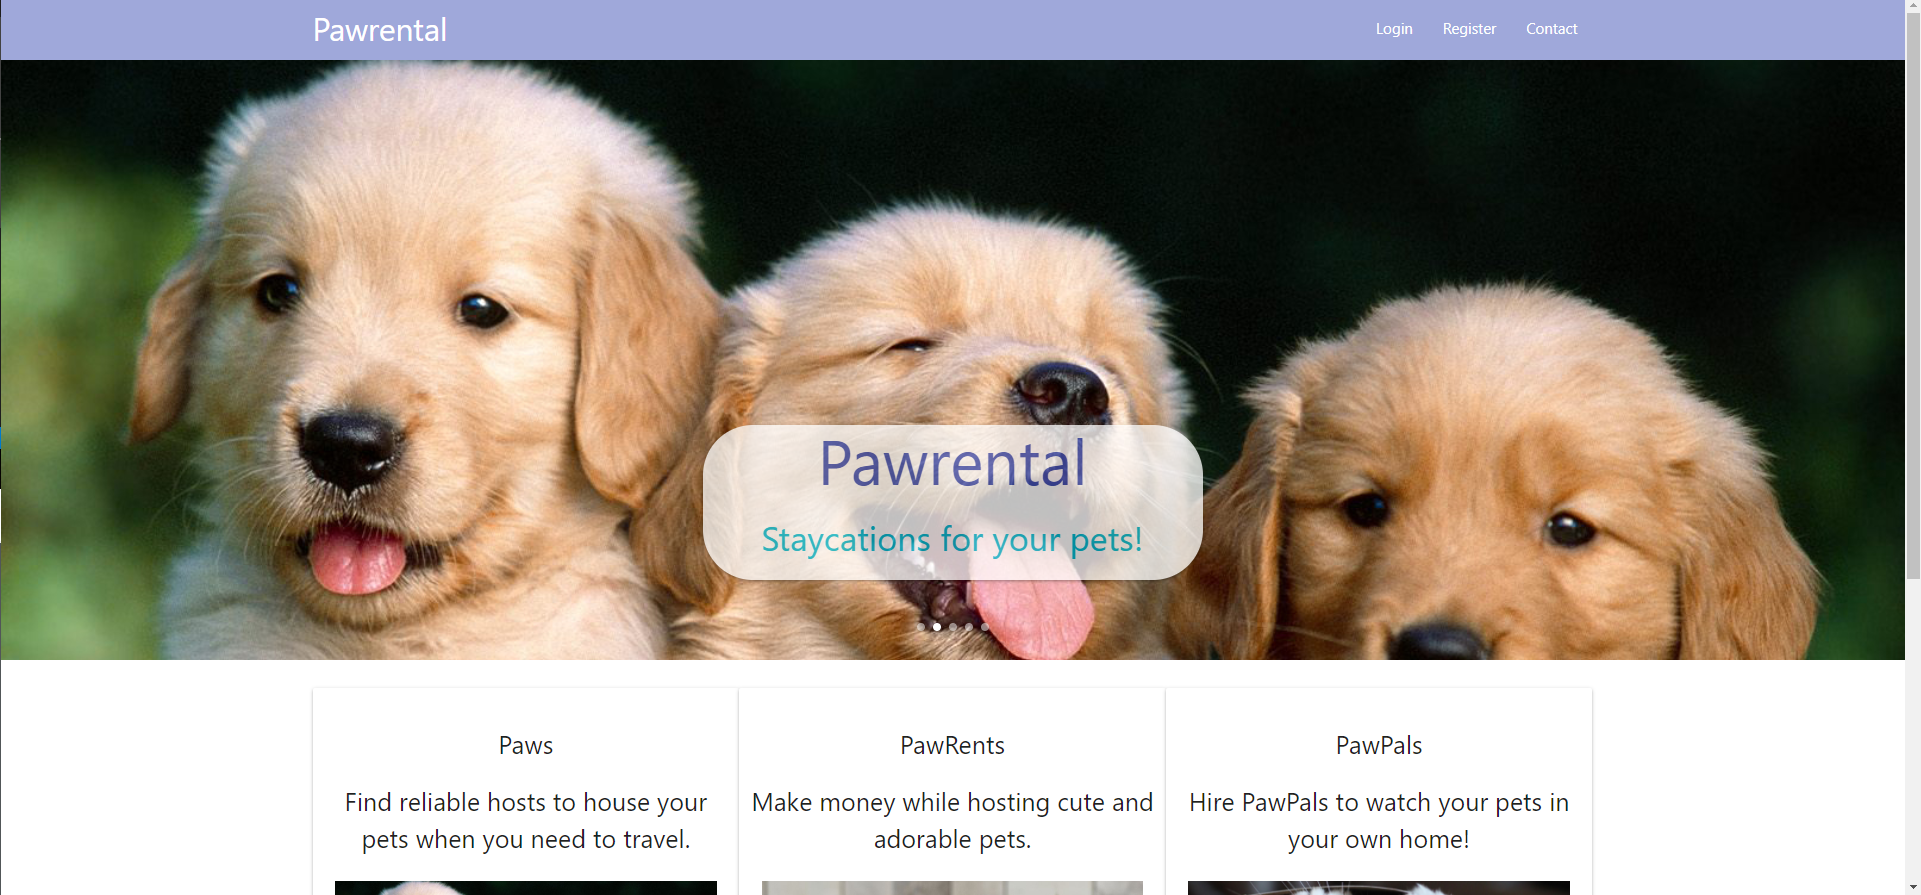 Pawrental
Login Register Contact
Pawrental
Staycations for your pets!
Paws
Find reliable hosts to house your
pets when you need to travel.
PawRents
Make money while hosting cute and
adorable pets.
PawPals
Hire PawPals to watch your pets in
your own home!